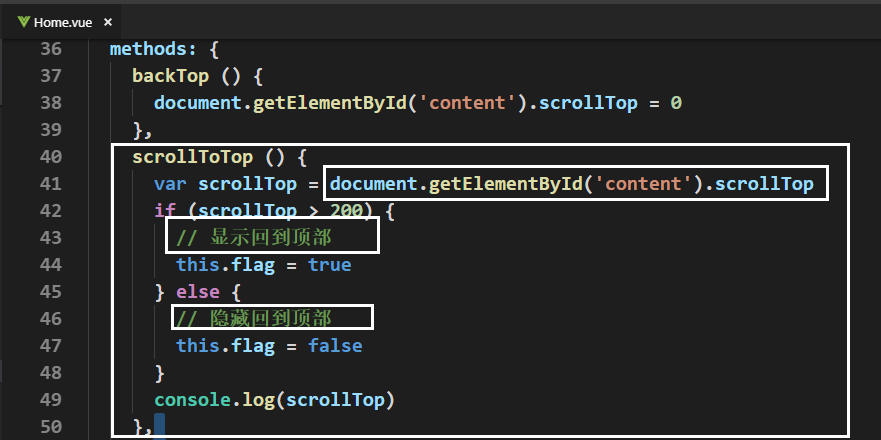 Home.vue ×
36 methods: {
37 backTop () {
38 document.getElementById('content').scrollTop = 0
39 },
40 scrollToTop () {
41 var scrollTop = document.getElementById('content').scrollTop
42 if (scrollTop > 200) {
43 // 显示回到顶部
44 this.flag = true
45 } else {
46 // 隐藏回到顶部
47 this.flag = false
48 }
49 console.log(scrollTop)
50 },